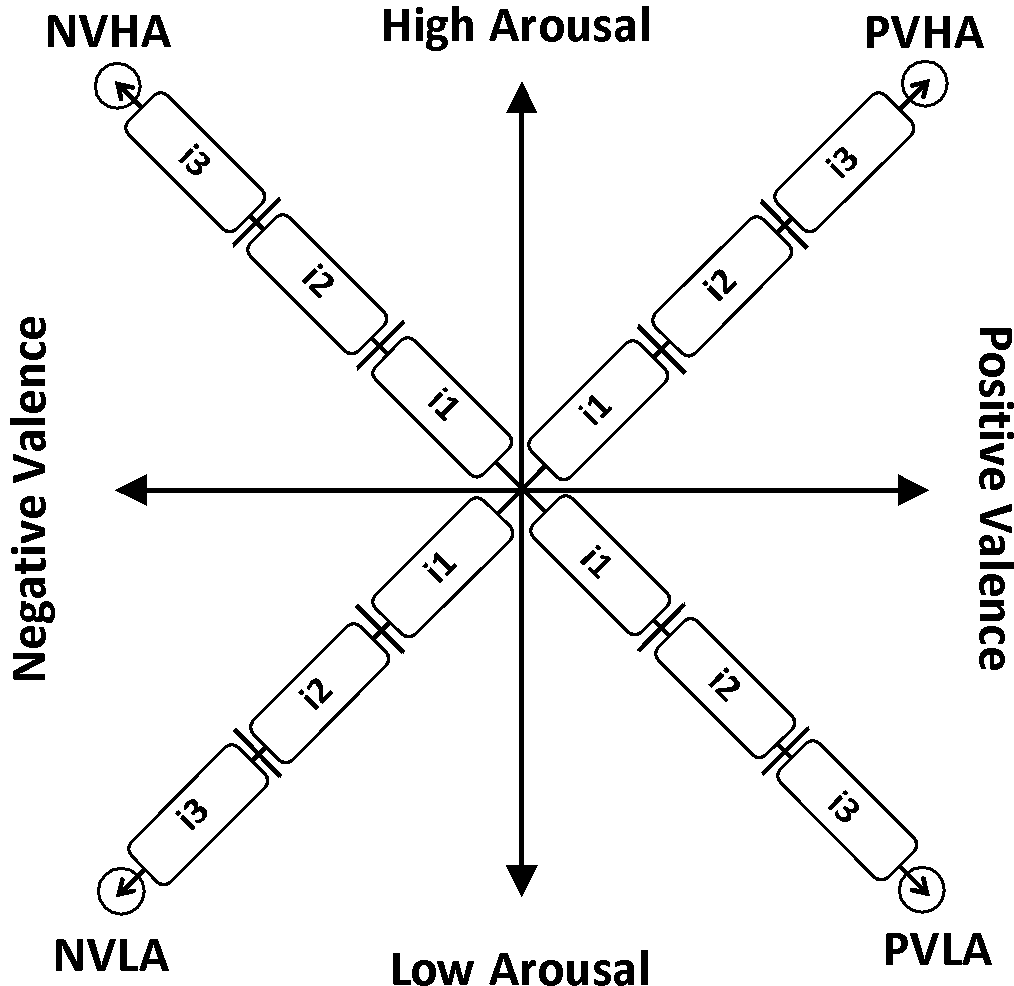 NVHA
High Arousal
PVHA
i3
i3
i2
i2
i1
i1
Negative Valence
Positive Valence
i1
i1
i2
i2
i3
i3
NVLA
Low Arousal
PVLA